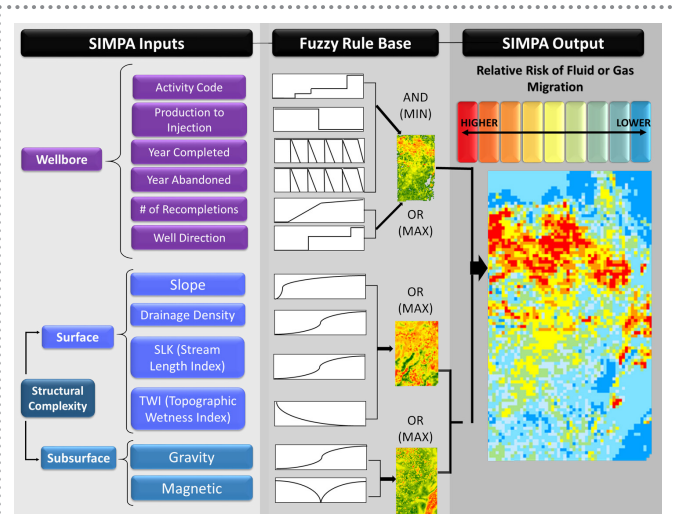 SIMPA Inputs
Fuzzy Rule Base
SIMPA Output
Wellbore
Activity Code
Production to
Injection
Year Completed
Year Abandoned
# of Recompletions
Well Direction
AND
(MIN)
OR
(MAX)
Relative Risk of Fluid or Gas
Migration
HIGHER
LOWER
Structural
Complexity
Surface
Slope
Drainage Density
SLK (Stream
Length Index)
TWI (Topographic
Wetness Index)
OR
(MAX)
Subsurface
Gravity
Magnetic
OR
(MAX)